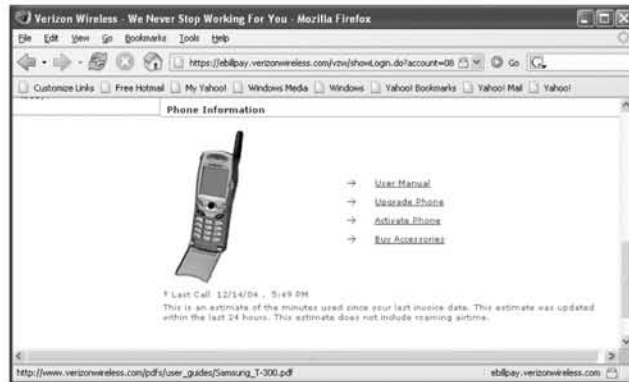 Verizon Wireless - We Never Stop Working For You - Mozilla Firefox
File Edit View Go Bookmarks Tools Help
https://ebillpay.verizonwireless.com/vzw/showLogin.do?account=08 Go G
Customize Links Free Hotmail My Yahoo! Windows Media Windows Yahoo! Bookmarks Yahoo! Mail Yahoo!
Phone Information
→ User Manual
→ Upgrade Phone
→ Activate Phone
→ Buy Accessories
* Last Call 12/14/04 , 5:49 PM
This is an estimate of the minutes used since your last invoice date. This estimate was updated
within the last 24 hours. This estimate does not include roaming airtime.
http://www.verizonwireless.com/pdfs/user_guides/Samsung_T-300.pdf ebillpay.verizonwireless.com